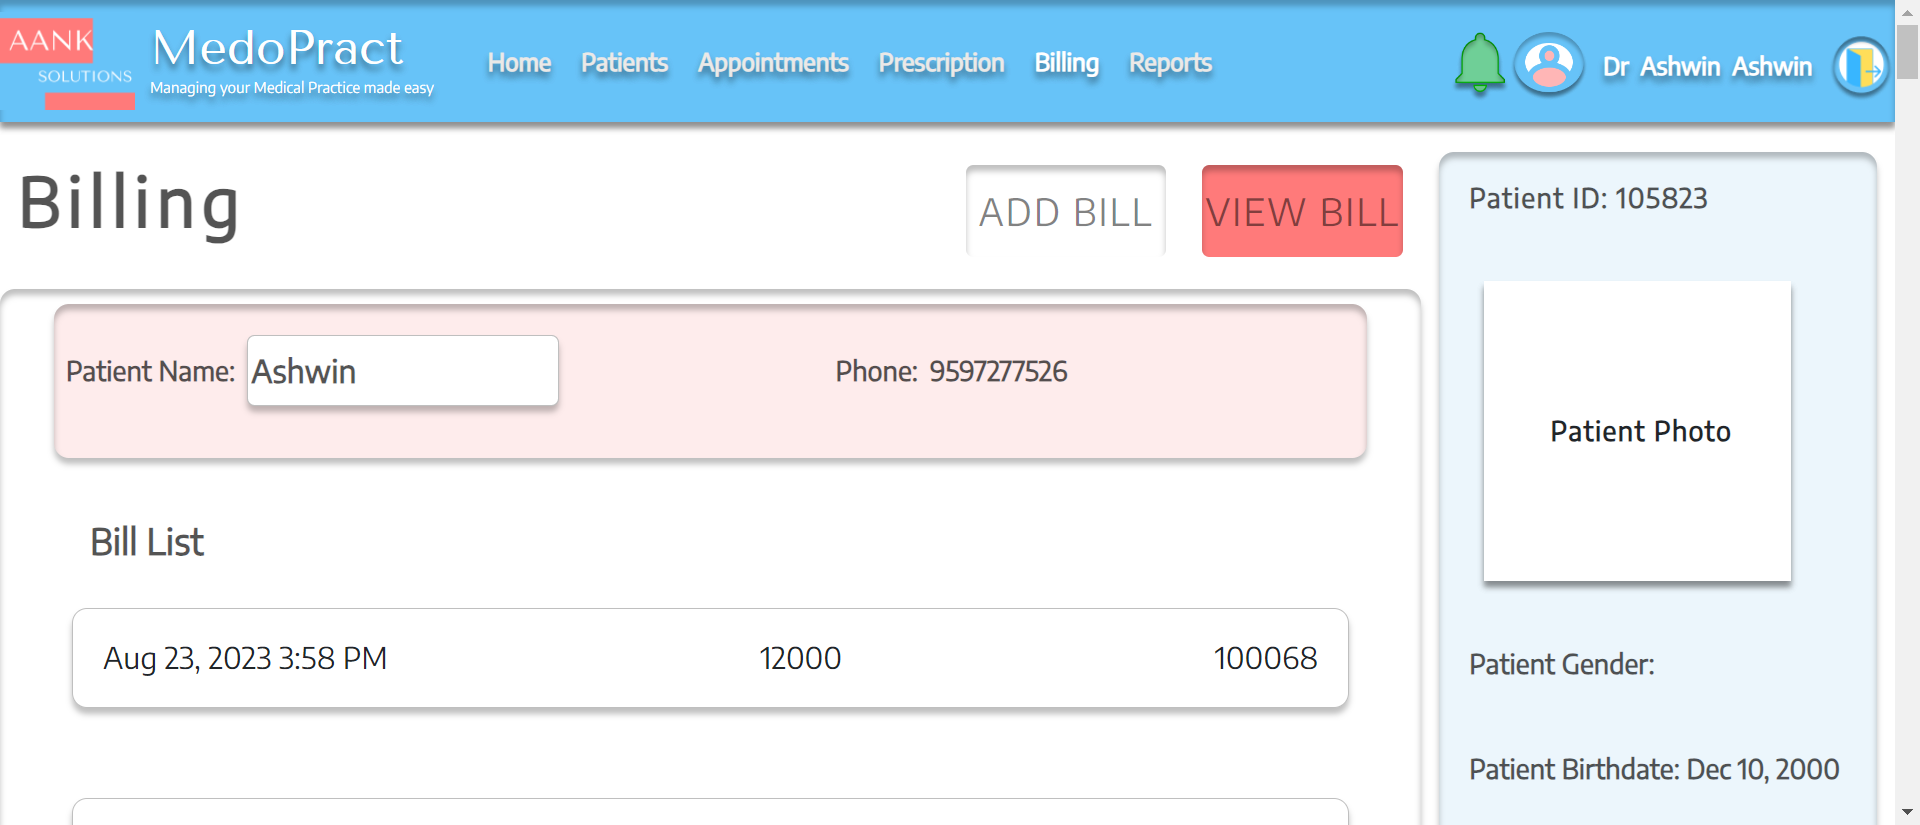 AANK
SOLUTIONS
MedoPract
Managing your Medical Practice made easy
Home Patients Appointments Prescription Billing Reports
Dr Ashwin Ashwin
Billing
ADD BILL
VIEW BILL
Patient Name: Ashwin
Phone: 9597277526
Bill List
Aug 23, 2023 3:58 PM 12000 100068
Patient ID: 105823
Patient Photo
Patient Gender:
Patient Birthdate: Dec 10, 2000